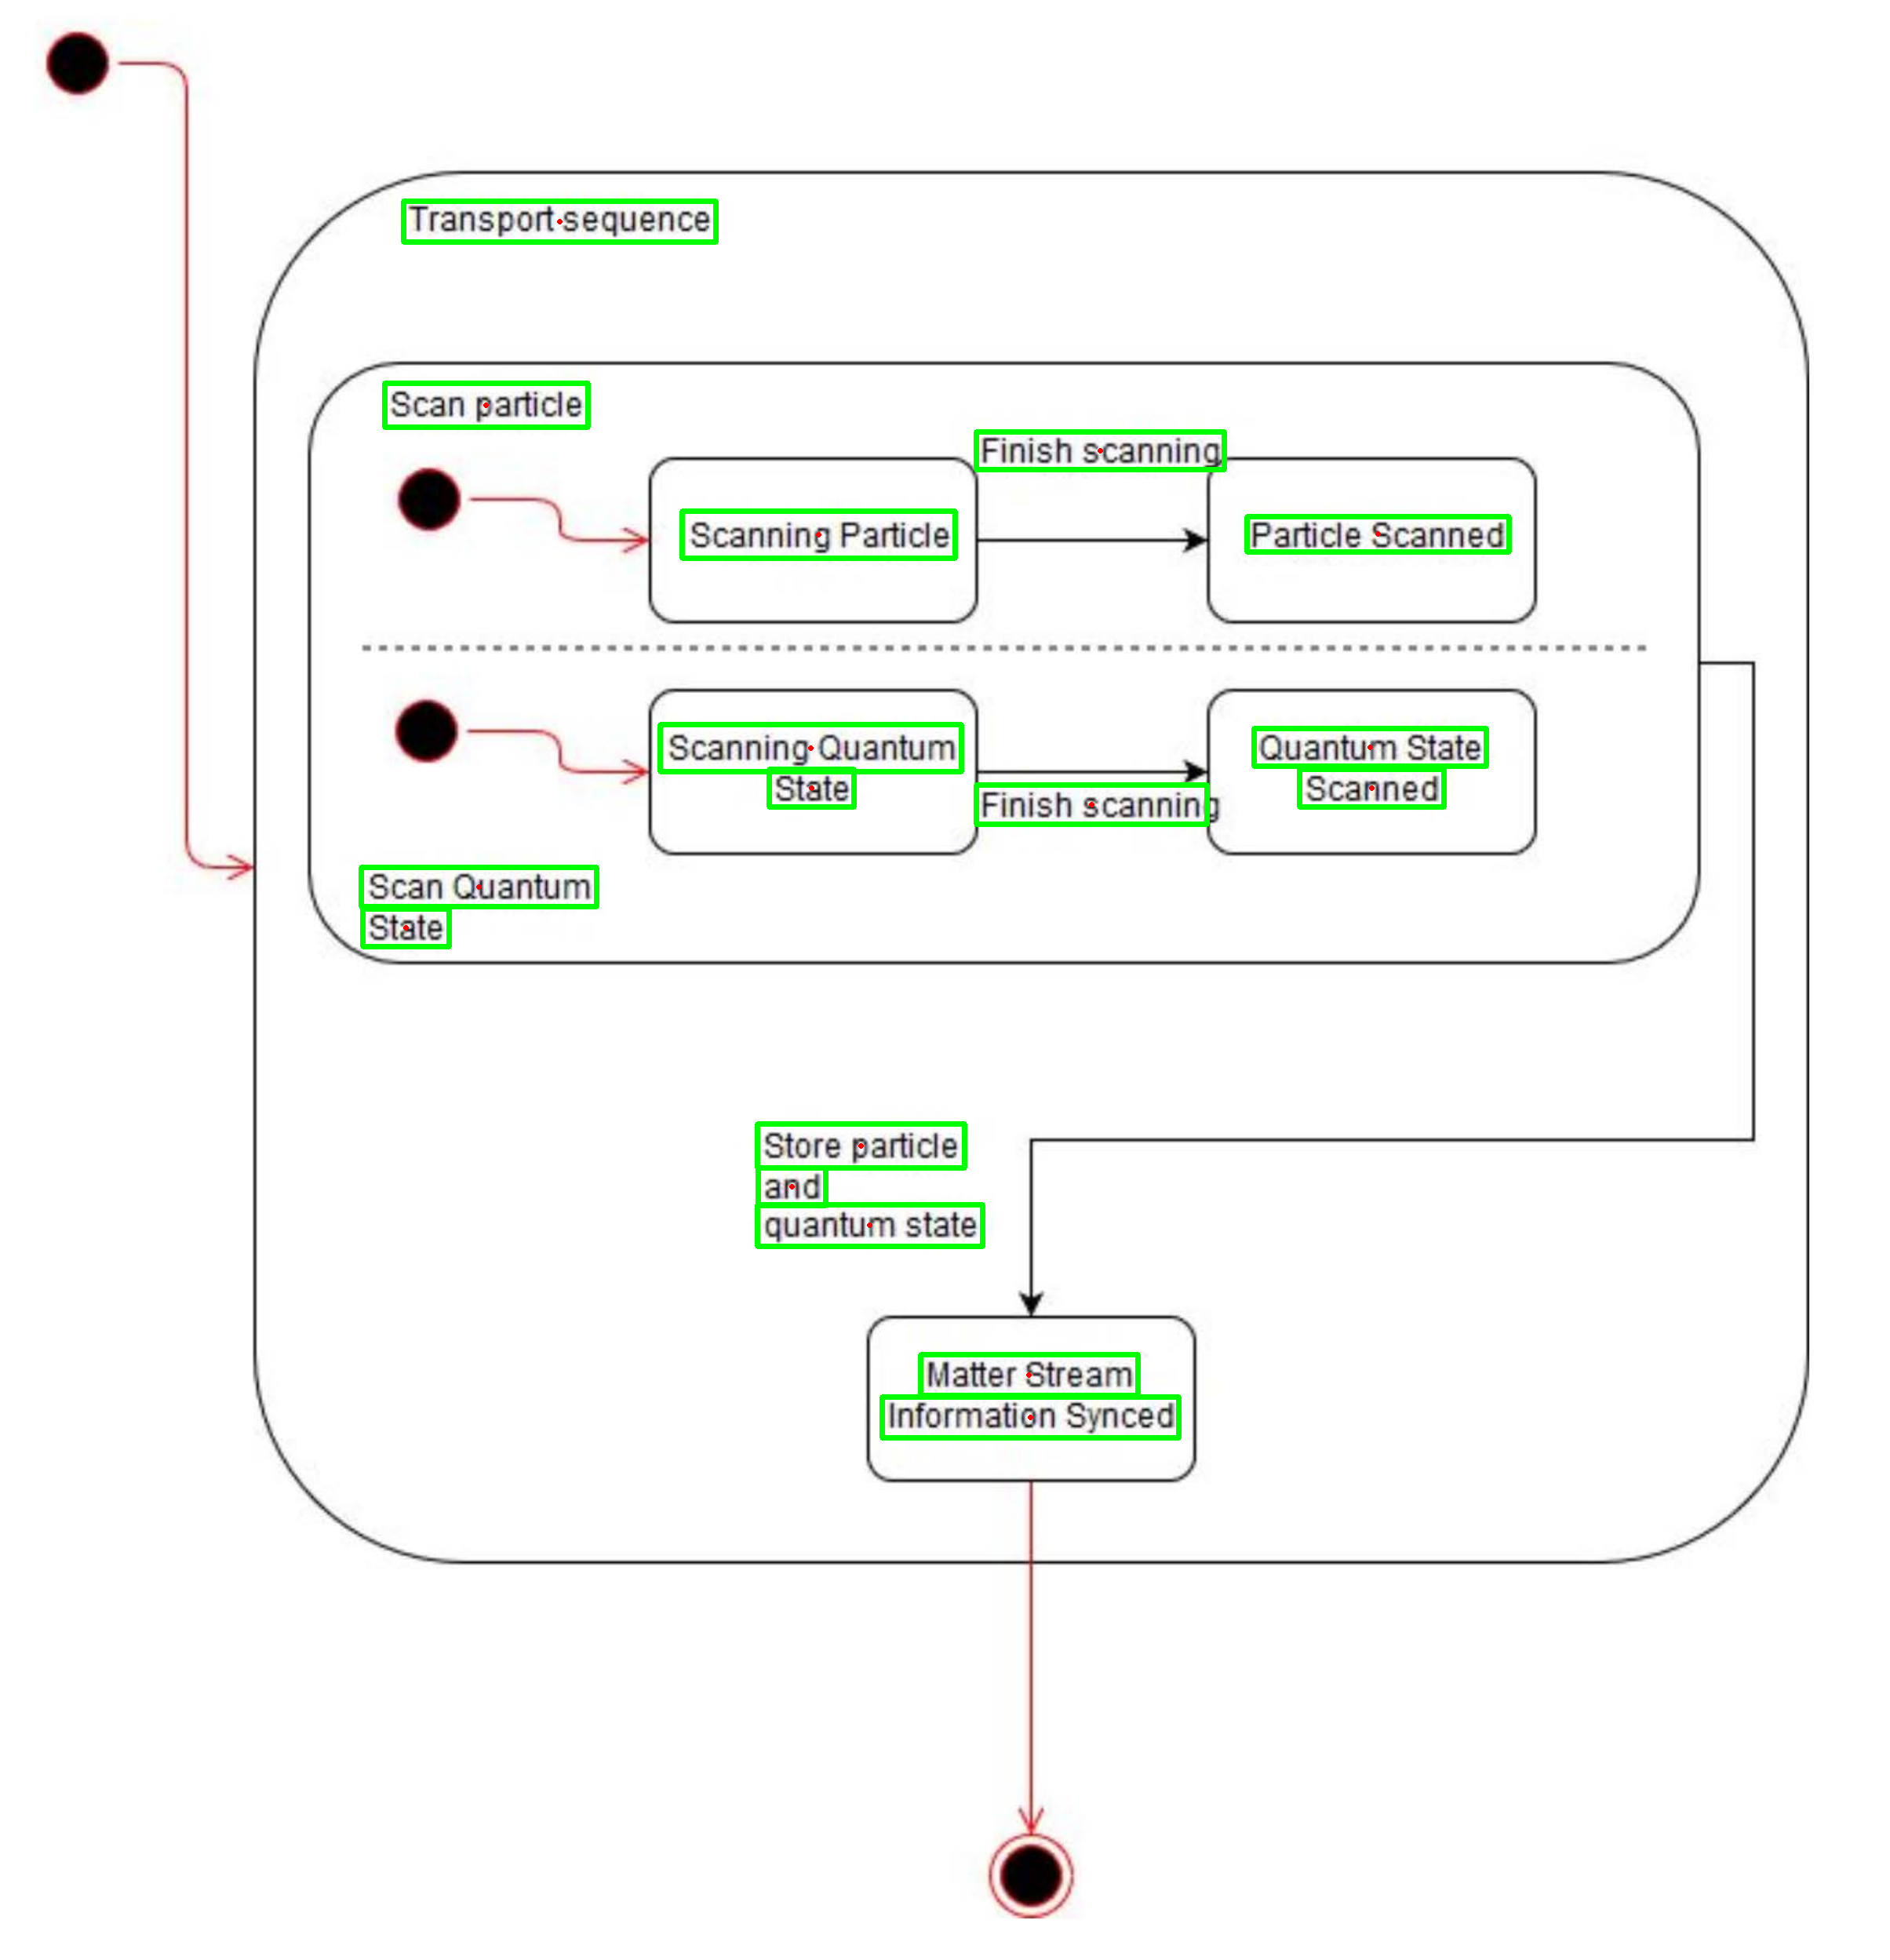 Transport sequence
Scan particle
Finish scanning
Scanning Particle
Particle Scanned
Scanning Quantum
State
Quantum State
Scanned
Finish scanning
Scan Quantum
State
Store particle
and
quantum state
Matter Stream
Information Synced